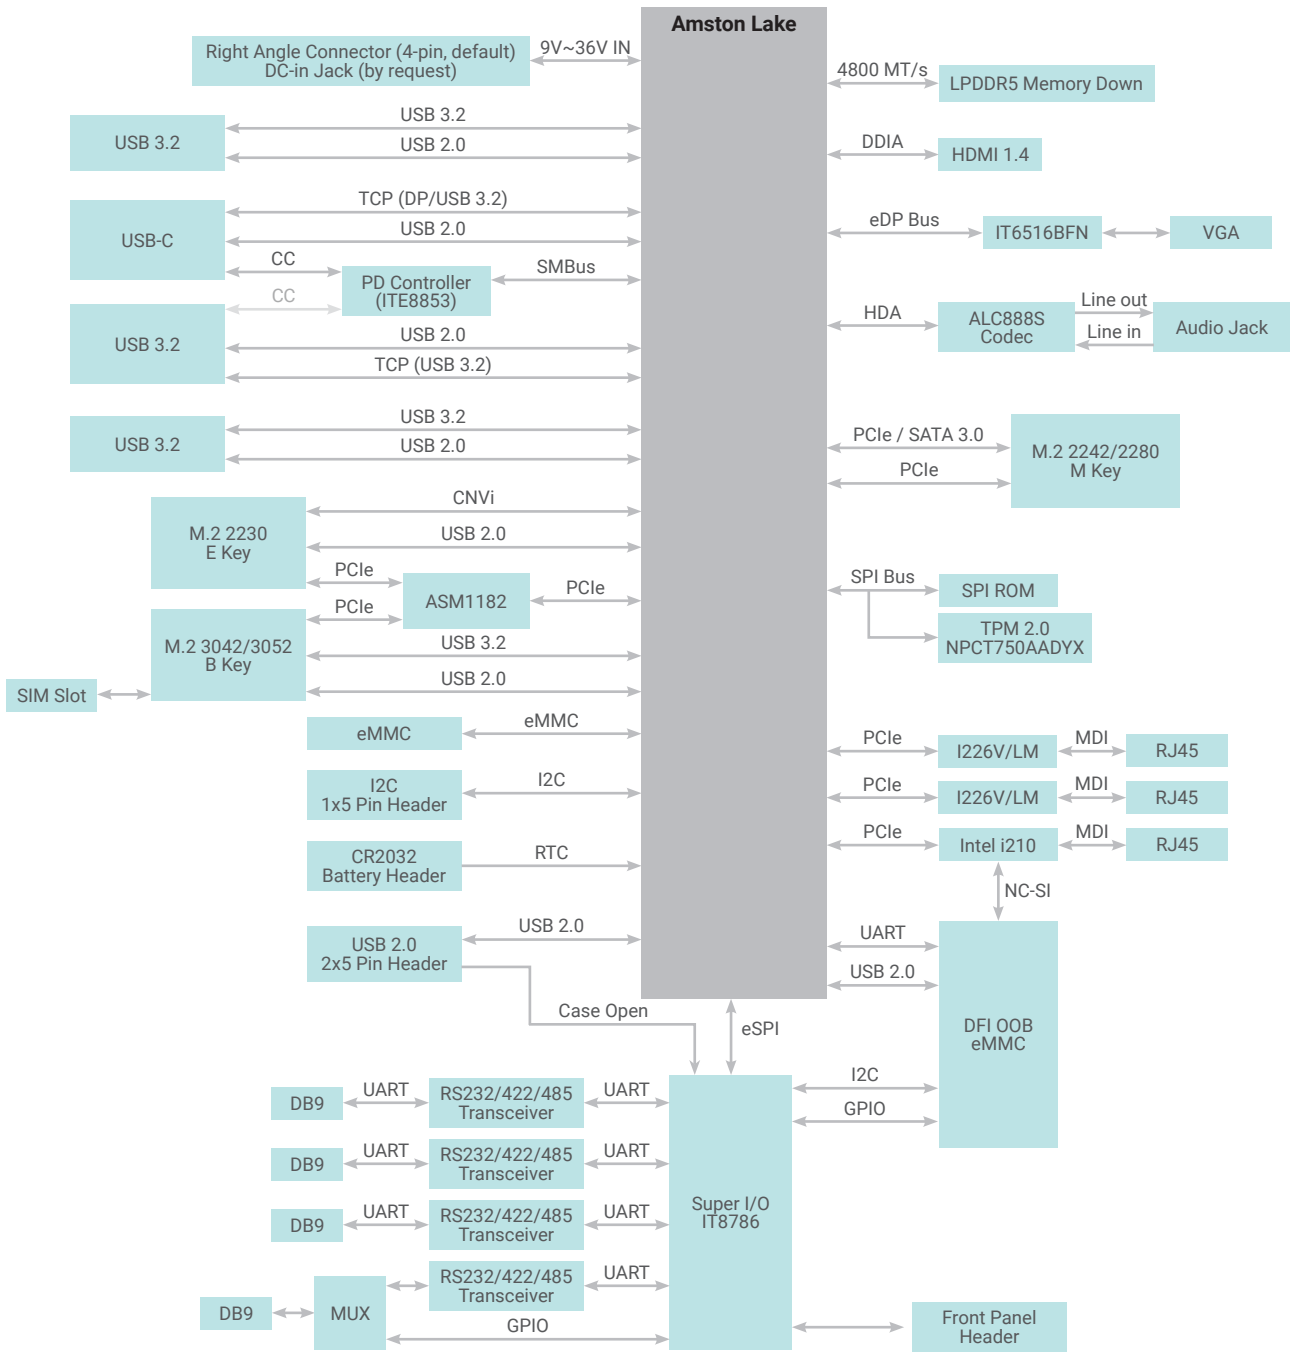 Amston Lake
Right Angle Connector (4-pin, default)
DC-in Jack (by request)
9V~36V IN
USB 3.2
USB 3.2
USB 2.0
USB-C
TCP (DP/USB 3.2)
USB 2.0
CC
PD Controller
(ITE8853)
SMBus
CC
USB 3.2
USB 2.0
TCP (USB 3.2)
USB 3.2
USB 3.2
USB 2.0
M.2 2230
E Key
CNVi
USB 2.0
PCIe
ASM1182
PCIe
PCIe
M.2 3042/3052
B Key
USB 3.2
USB 2.0
SIM Slot
eMMC
eMMC
I2C
1x5 Pin Header
I2C
CR2032
Battery Header
RTC
USB 2.0
2x5 Pin Header
USB 2.0
Case Open
4800 MT/s
LPDDR5 Memory Down
DDIA
HDMI 1.4
eDP Bus
IT6516BFN
VGA
HDA
ALC888S
Codec
Line out
Line in
Audio Jack
PCIe / SATA 3.0
PCIe
M.2 2242/2280
M Key
SPI Bus
SPI ROM
TPM 2.0
NPCT750AADYX
PCIe
I226V/LM
MDI
RJ45
PCIe
I226V/LM
MDI
RJ45
PCIe
Intel i210
MDI
RJ45
NC-SI
UART
USB 2.0
DFI OOB
eMMC
eSPI
I2C
GPIO
Super I/O
IT8786
DB9
UART
RS232/422/485
Transceiver
UART
DB9
UART
RS232/422/485
Transceiver
UART
DB9
UART
RS232/422/485
Transceiver
UART
DB9
MUX
RS232/422/485
Transceiver
UART
GPIO
Front Panel
Header